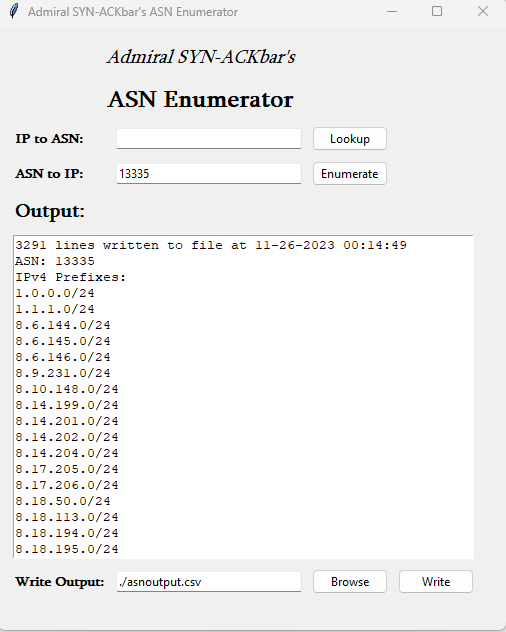 Admiral SYN-ACKbar's ASN Enumerator
Admiral SYN-ACKbar's
ASN Enumerator
IP to ASN: Lookup
ASN to IP: 13335 Enumerate
Output:
3291 lines written to file at 11-26-2023 00:14:49
ASN: 13335
IPv4 Prefixes:
1.0.0.0/24
1.1.1.0/24
8.6.144.0/24
8.6.145.0/24
8.6.146.0/24
8.9.231.0/24
8.10.148.0/24
8.14.199.0/24
8.14.201.0/24
8.14.202.0/24
8.14.204.0/24
8.17.205.0/24
8.17.206.0/24
8.18.50.0/24
8.18.113.0/24
8.18.194.0/24
8.18.195.0/24
Write Output: ./asnoutput.csv Browse Write